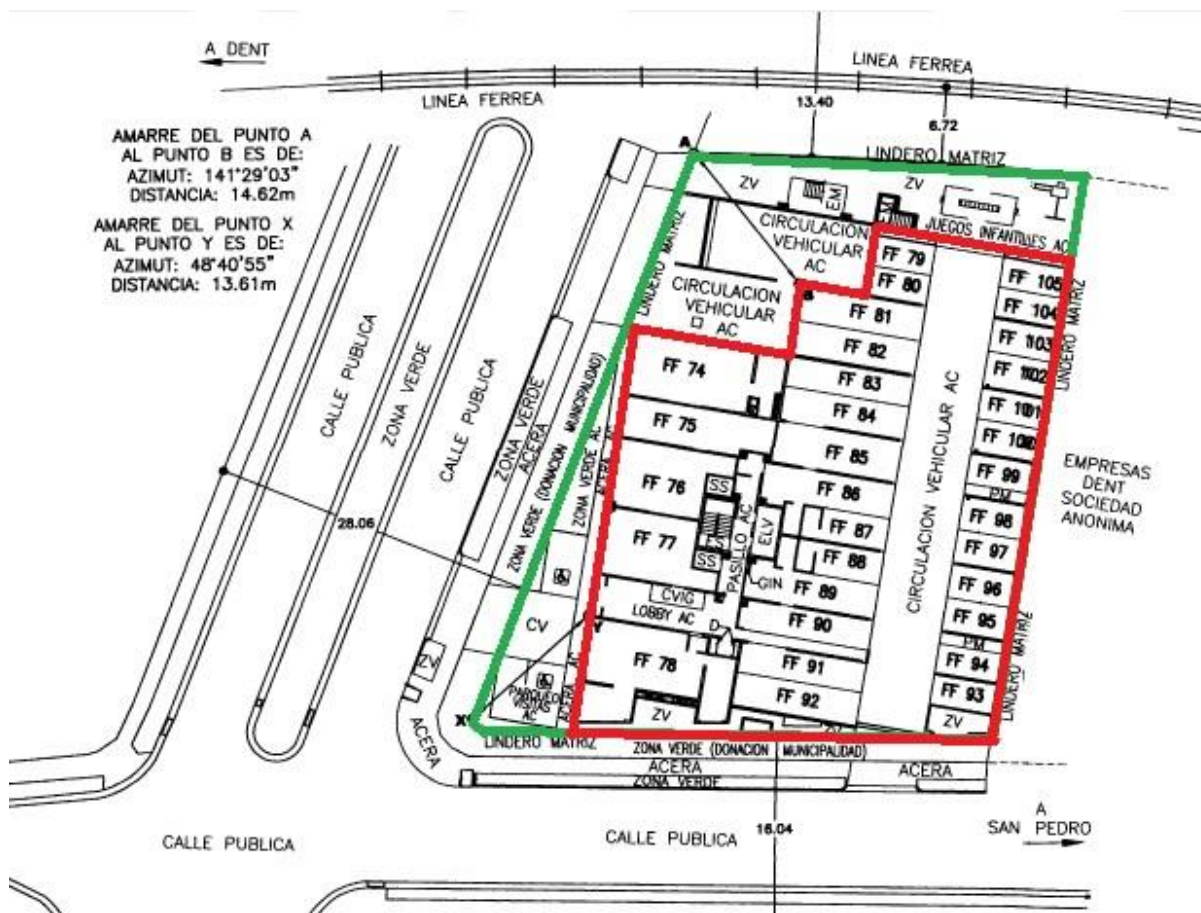 A DENT
LINEA FERREA
LINEA FERREA
13.40
6.72
AMARRE DEL PUNTO A
AL PUNTO B ES DE:
AZIMUT: 141°29'03"
DISTANCIA: 14.62m
AMARRE DEL PUNTO X
AL PUNTO Y ES DE:
AZIMUT: 48°40'55"
DISTANCIA: 13.61m
A
LINDERO MATRIZ
ZV
EM
ZV
JUEGOS INFANTILES AC
CIRCULACION
VEHICULAR
AC
LINDERO MATRIZ
CIRCULACION
VEHICULAR
AC
B
FF 79
FF 80
FF 81
FF 82
FF 83
FF 84
FF 85
FF 86
FF 87
FF 88
FF 89
FF 90
FF 91
FF 92
FF 105
FF 104
FF 103
FF 102
FF 101
FF 100
FF 99
PM
FF 98
FF 97
FF 96
FF 95
PM
FF 94
FF 93
ZV
LINDERO MATRIZ
LINDERO MATRIZ
CIRCULACION VEHICULAR AC
EMPRESAS
DENT
SOCIEDAD
ANONIMA
FF 74
FF 75
FF 76
FF 77
FF 78
SS
SS
PASILLO AC
ELV
GIN
CVIG
LOBBY AC
D
ZV
CALLE PUBLICA
ZONA VERDE
CALLE PUBLICA
ZONA VERDE
ACERA
ZONA VERDE (DONACION MUNICIPALIDAD)
ZONA VERDE AC
ACERA AC
28.06
CV
Y
ZV
X
PARQUEO
VISITAS
AC
ACERA AC
ACERA
LINDERO MATRIZ
ZONA VERDE (DONACION MUNICIPALIDAD)
ACERA
ZONA VERDE
ACERA
CALLE PUBLICA
CALLE PUBLICA
16.04
A
SAN PEDRO